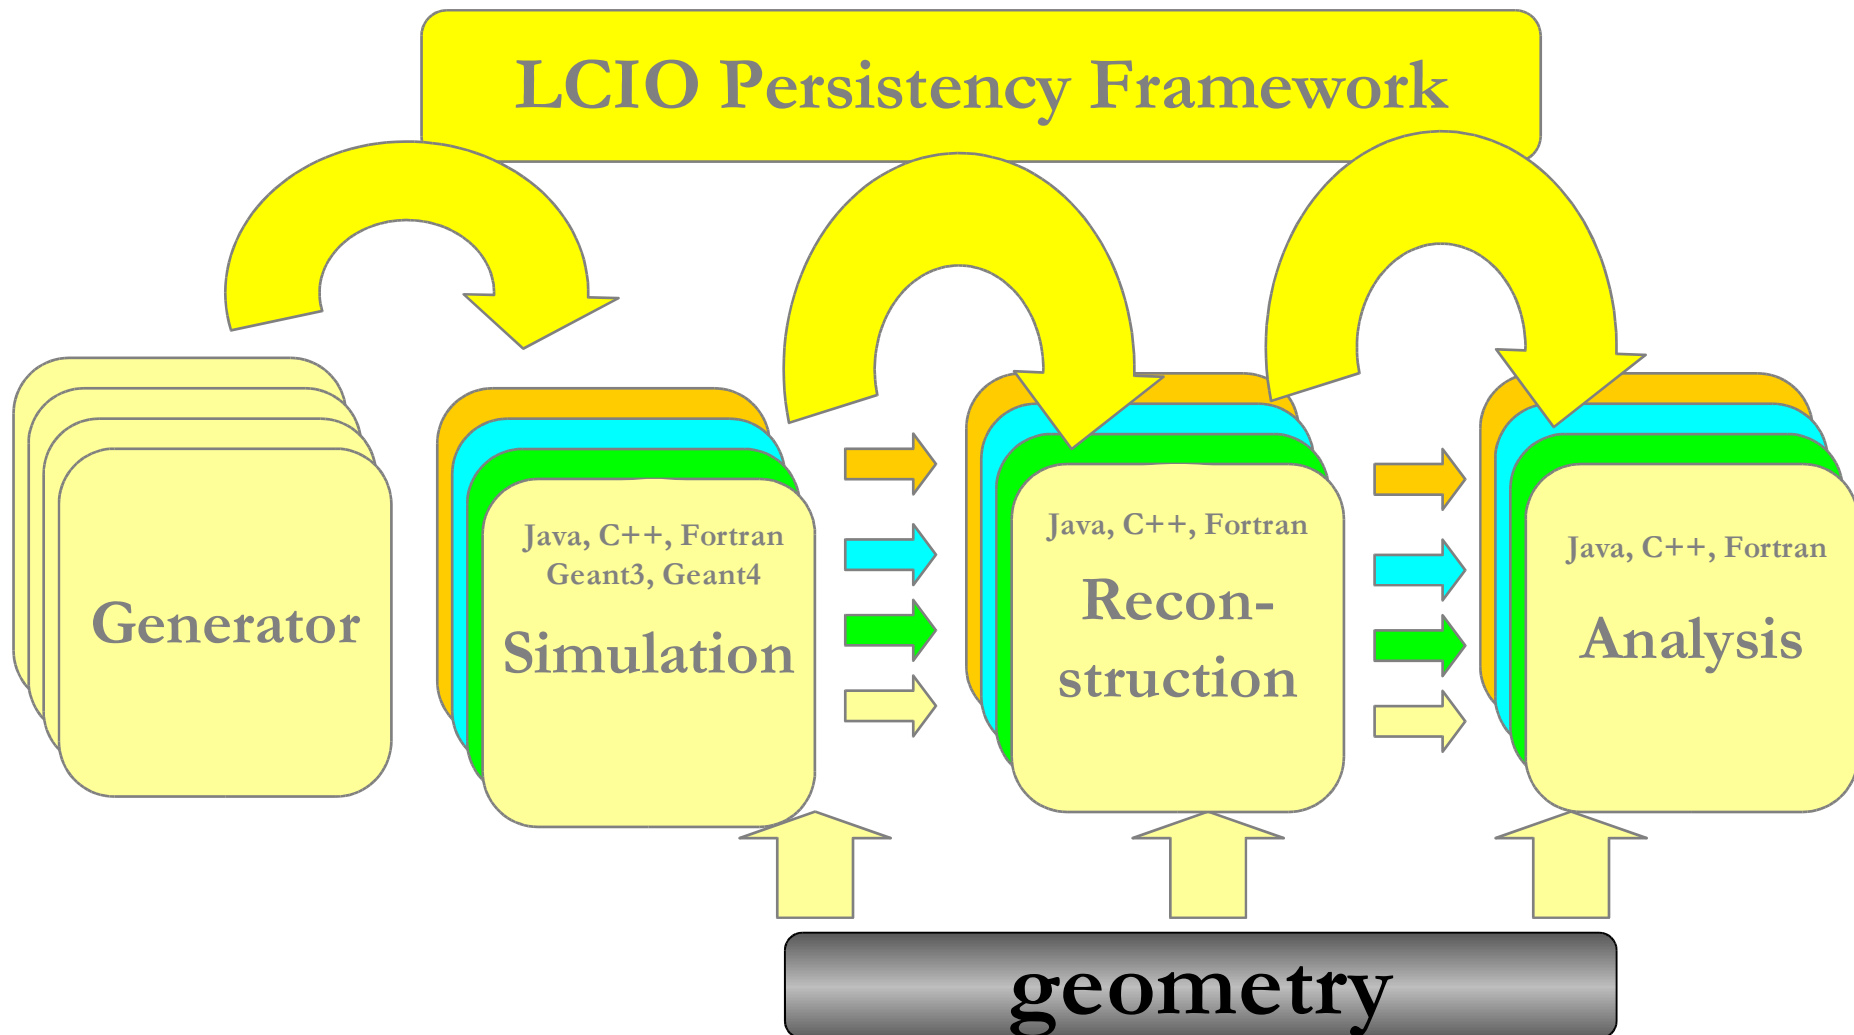 LCIO Persistency Framework
Generator
Java, C++, Fortran
Geant3, Geant4
Simulation
Java, C++, Fortran
Recon-
struction
Java, C++, Fortran
Analysis
geometry